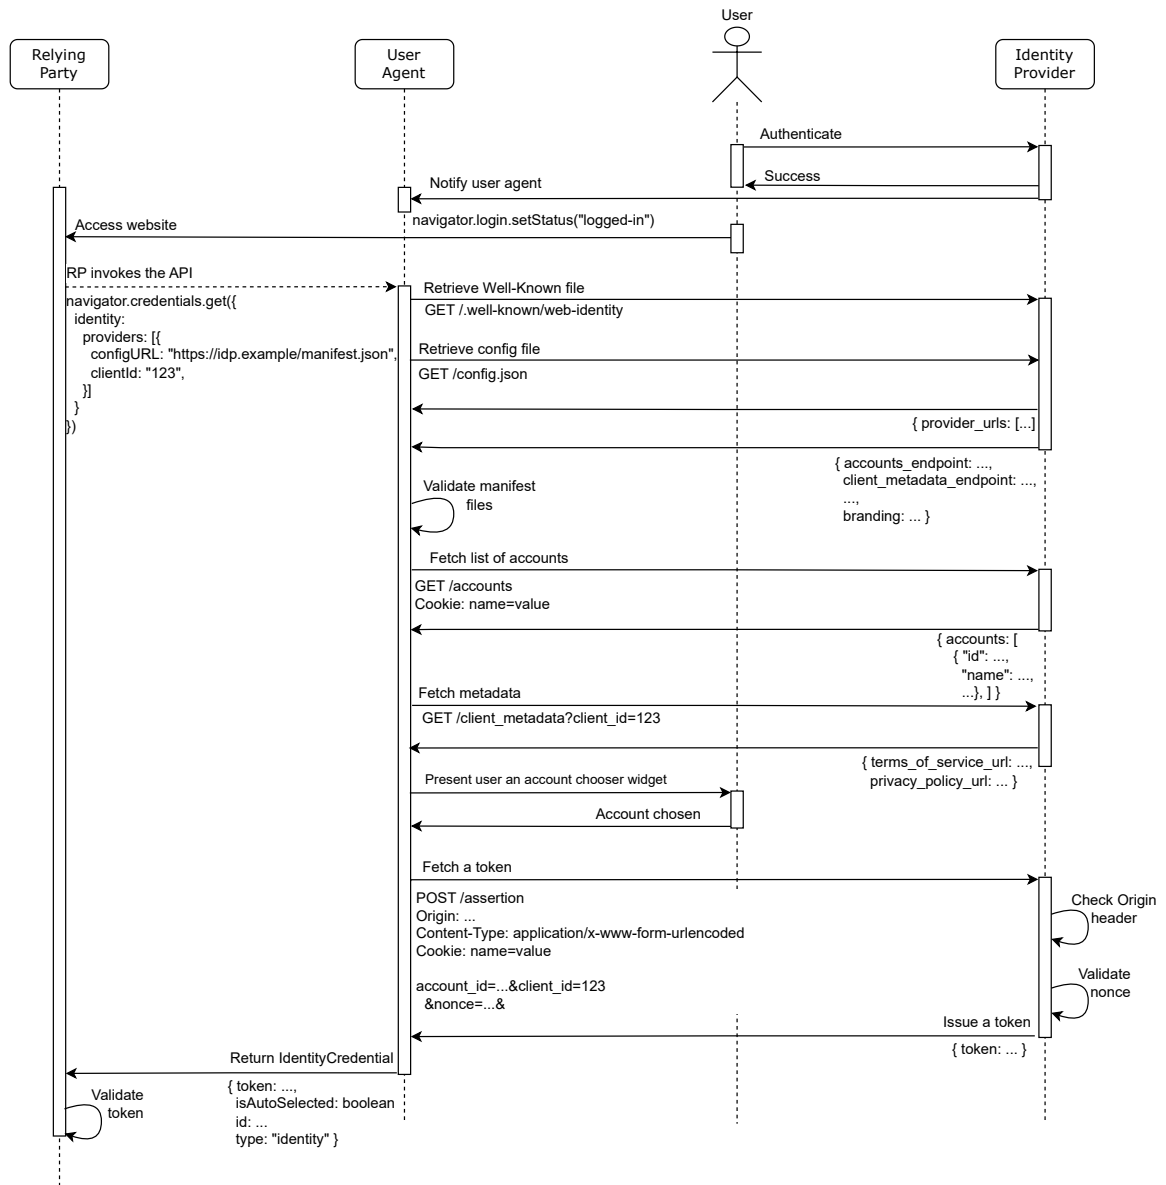 User
Relying
Party
User
Agent
Identity
Provider
Authenticate
Success
Notify user agent
navigator.login.setStatus("logged-in")
Access website
RP invokes the API
navigator.credentials.get({
identity:
providers: [{
configURL: "https://idp.example/manifest.json",
clientId: "123",
}]
}
})
Retrieve Well-Known file
GET /.well-known/web-identity
Retrieve config file
GET /config.json
{ provider_urls: [...]
{ accounts_endpoint: ...,
client_metadata_endpoint: ...,
...,
branding: ... }
Validate manifest
files
Fetch list of accounts
GET /accounts
Cookie: name=value
{ accounts: [
{ "id": ...,
"name": ...,
...}, ] }
Fetch metadata
GET /client_metadata?client_id=123
{ terms_of_service_url: ...,
privacy_policy_url: ... }
Present user an account chooser widget
Account chosen
Fetch a token
POST /assertion
Origin: ...
Content-Type: application/x-www-form-urlencoded
Cookie: name=value
account_id=...&client_id=123
&nonce=...&
Check Origin
header
Validate
nonce
Issue a token
{ token: ... }
Return IdentityCredential
{ token: ...,
isAutoSelected: boolean
id: ...
type: "identity" }
Validate
token